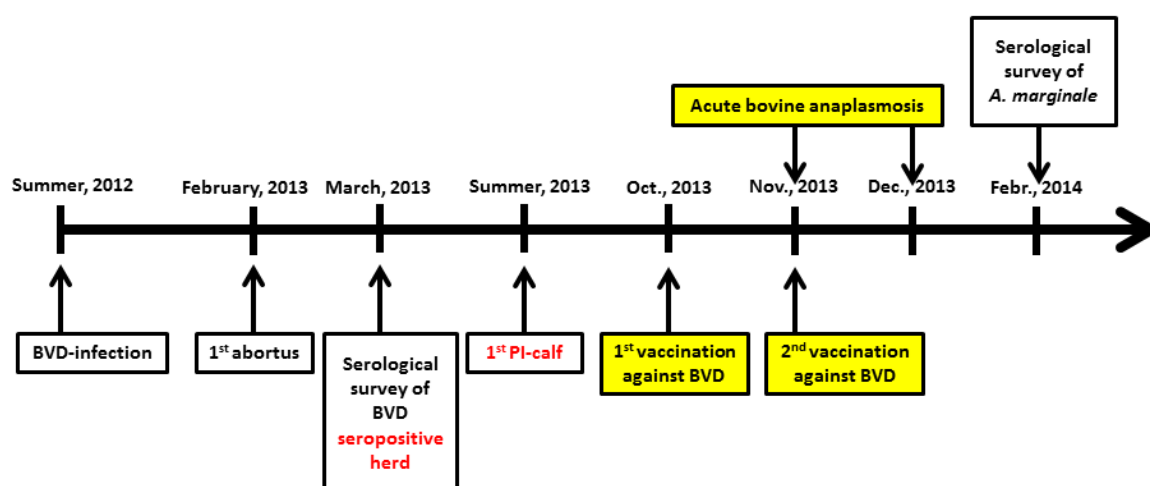 Serological
survey of
A. marginale
Acute bovine anaplasmosis
Summer, 2012
February, 2013
March, 2013
Summer, 2013
Oct., 2013
Nov., 2013
Dec., 2013
Febr., 2014
BVD-infection
1st abortus
Serological
survey of
BVD
seropositive
herd
1st PI-calf
1st vaccination
against BVD
2nd vaccination
against BVD